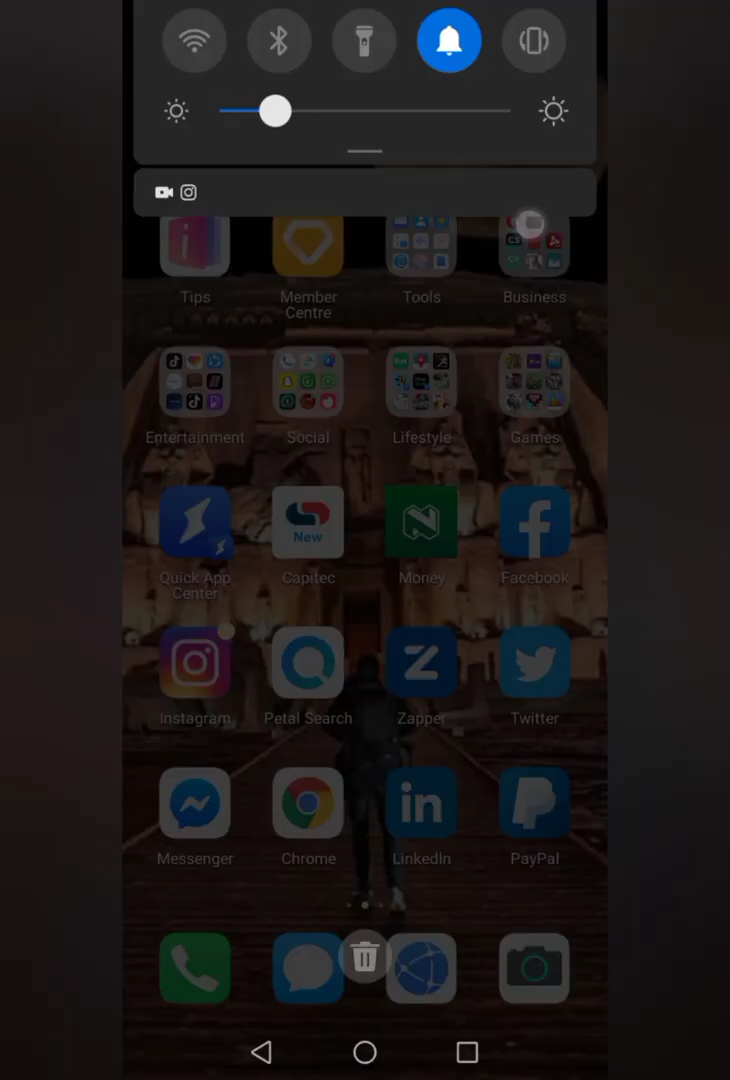 Tips
Member
Centre
Tools
Business
Entertainment
Social
Lifestyle
Games
New
Quick App
Center
Capitec
Money
Facebook
Instagram
Petal Search
Zapper
Twitter
Messenger
Chrome
LinkedIn
PayPal